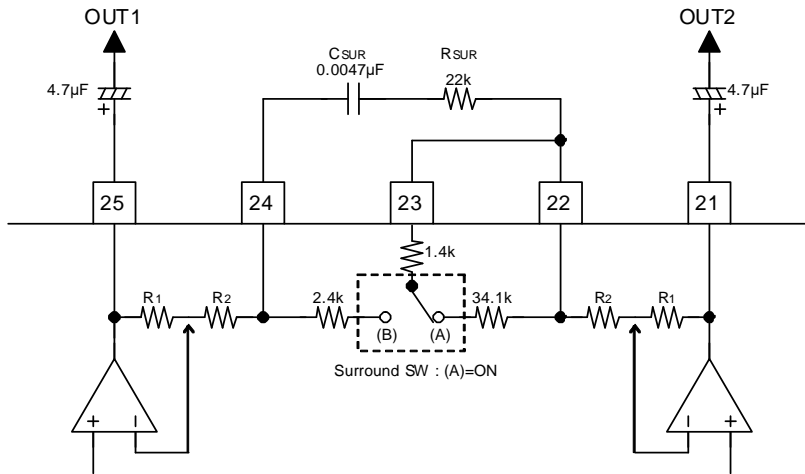 OUT1
OUT2
CSUR
0.0047µF
RSUR
22k
4.7µF
+
4.7µF
+
25
24
23
22
21
1.4k
R1
R2
2.4k
34.1k
R2
R1
(B)
(A)
Surround SW : (A)=ON
+
−
−
+